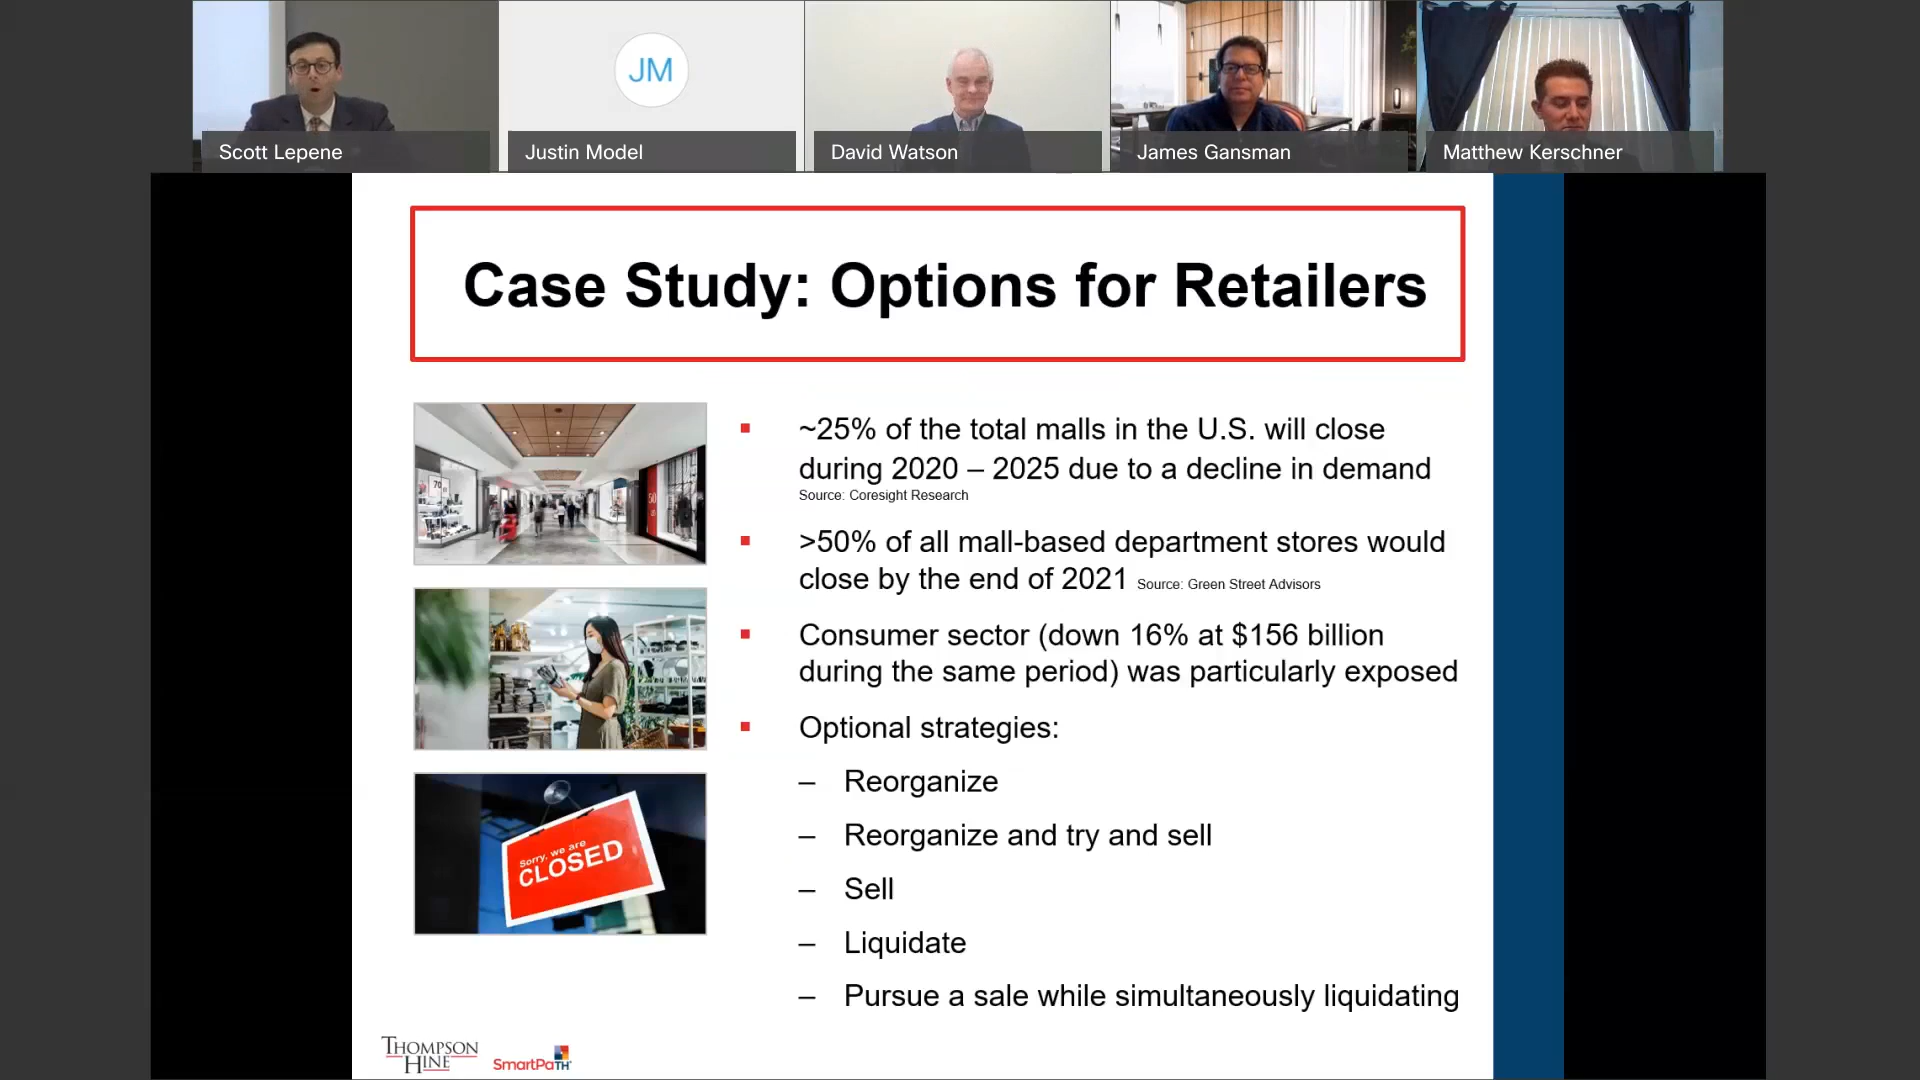 JM
Scott Lepene
Justin Model
David Watson
James Gansman
Matthew Kerschner
Case Study: Options for Retailers
▪ ~25% of the total malls in the U.S. will close
during 2020 – 2025 due to a decline in demand
Source: Coresight Research
▪ >50% of all mall-based department stores would
close by the end of 2021 Source: Green Street Advisors
▪ Consumer sector (down 16% at $156 billion
during the same period) was particularly exposed
▪ Optional strategies:
– Reorganize
– Reorganize and try and sell
– Sell
– Liquidate
– Pursue a sale while simultaneously liquidating
70
50
Sorry, we are
CLOSED
THOMPSON
HINE
SmartPaTH